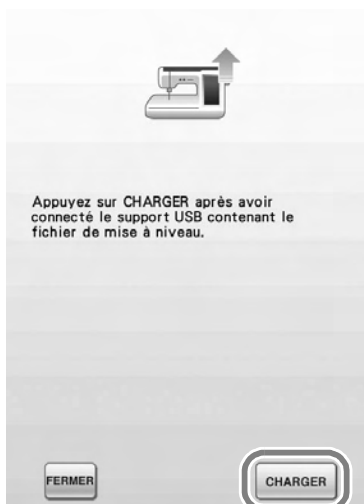 Appuyez sur CHARGER après avoir
connecté le support USB contenant le
fichier de mise à niveau.
FERMER
CHARGER